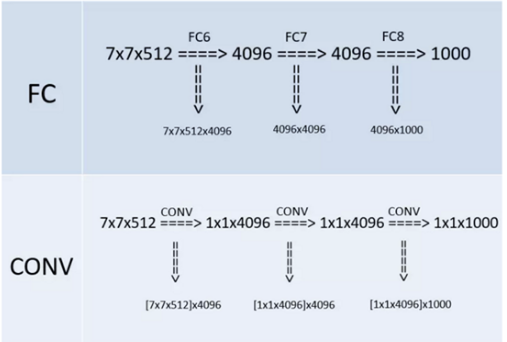 FC
FC6 FC7 FC8
7x7x512 ====> 4096 ====> 4096 ====> 1000
7x7x512x4096 4096x4096 4096x1000
CONV
CONV CONV CONV
7x7x512 ====> 1x1x4096 ====> 1x1x4096 ====> 1x1x1000
[7x7x512]x4096 [1x1x4096]x4096 [1x1x4096]x1000